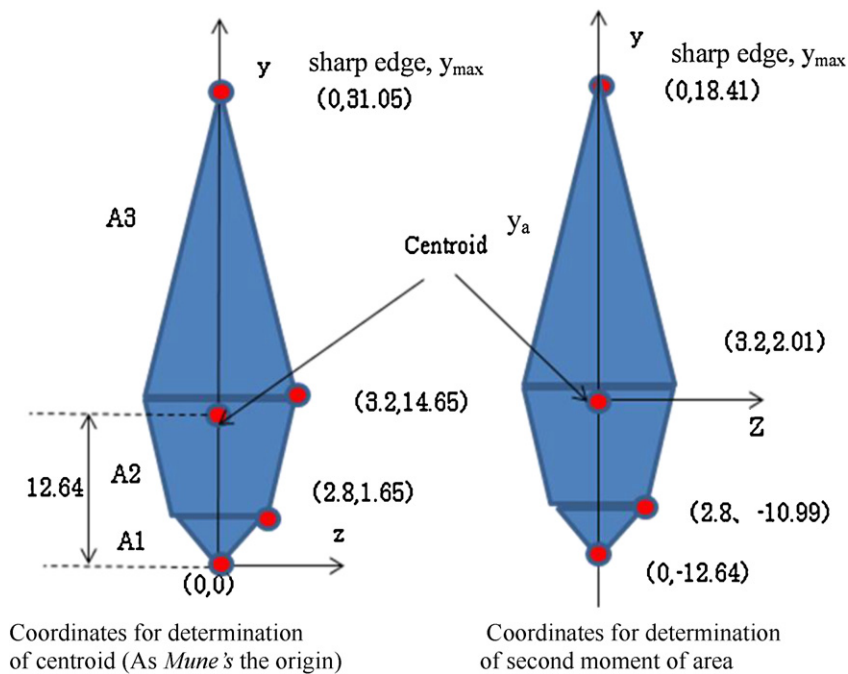 y
sharp edge, ymax
(0,31.05)
A3
Centroid
(3.2,14.65)
12.64
A2
(2.8,1.65)
A1
z
(0,0)
Coordinates for determination
of centroid (As Mune's the origin)
y
sharp edge, ymax
(0,18.41)
ya
(3.2,2.01)
Z
(2.8、-10.99)
(0,-12.64)
Coordinates for determination
of second moment of area